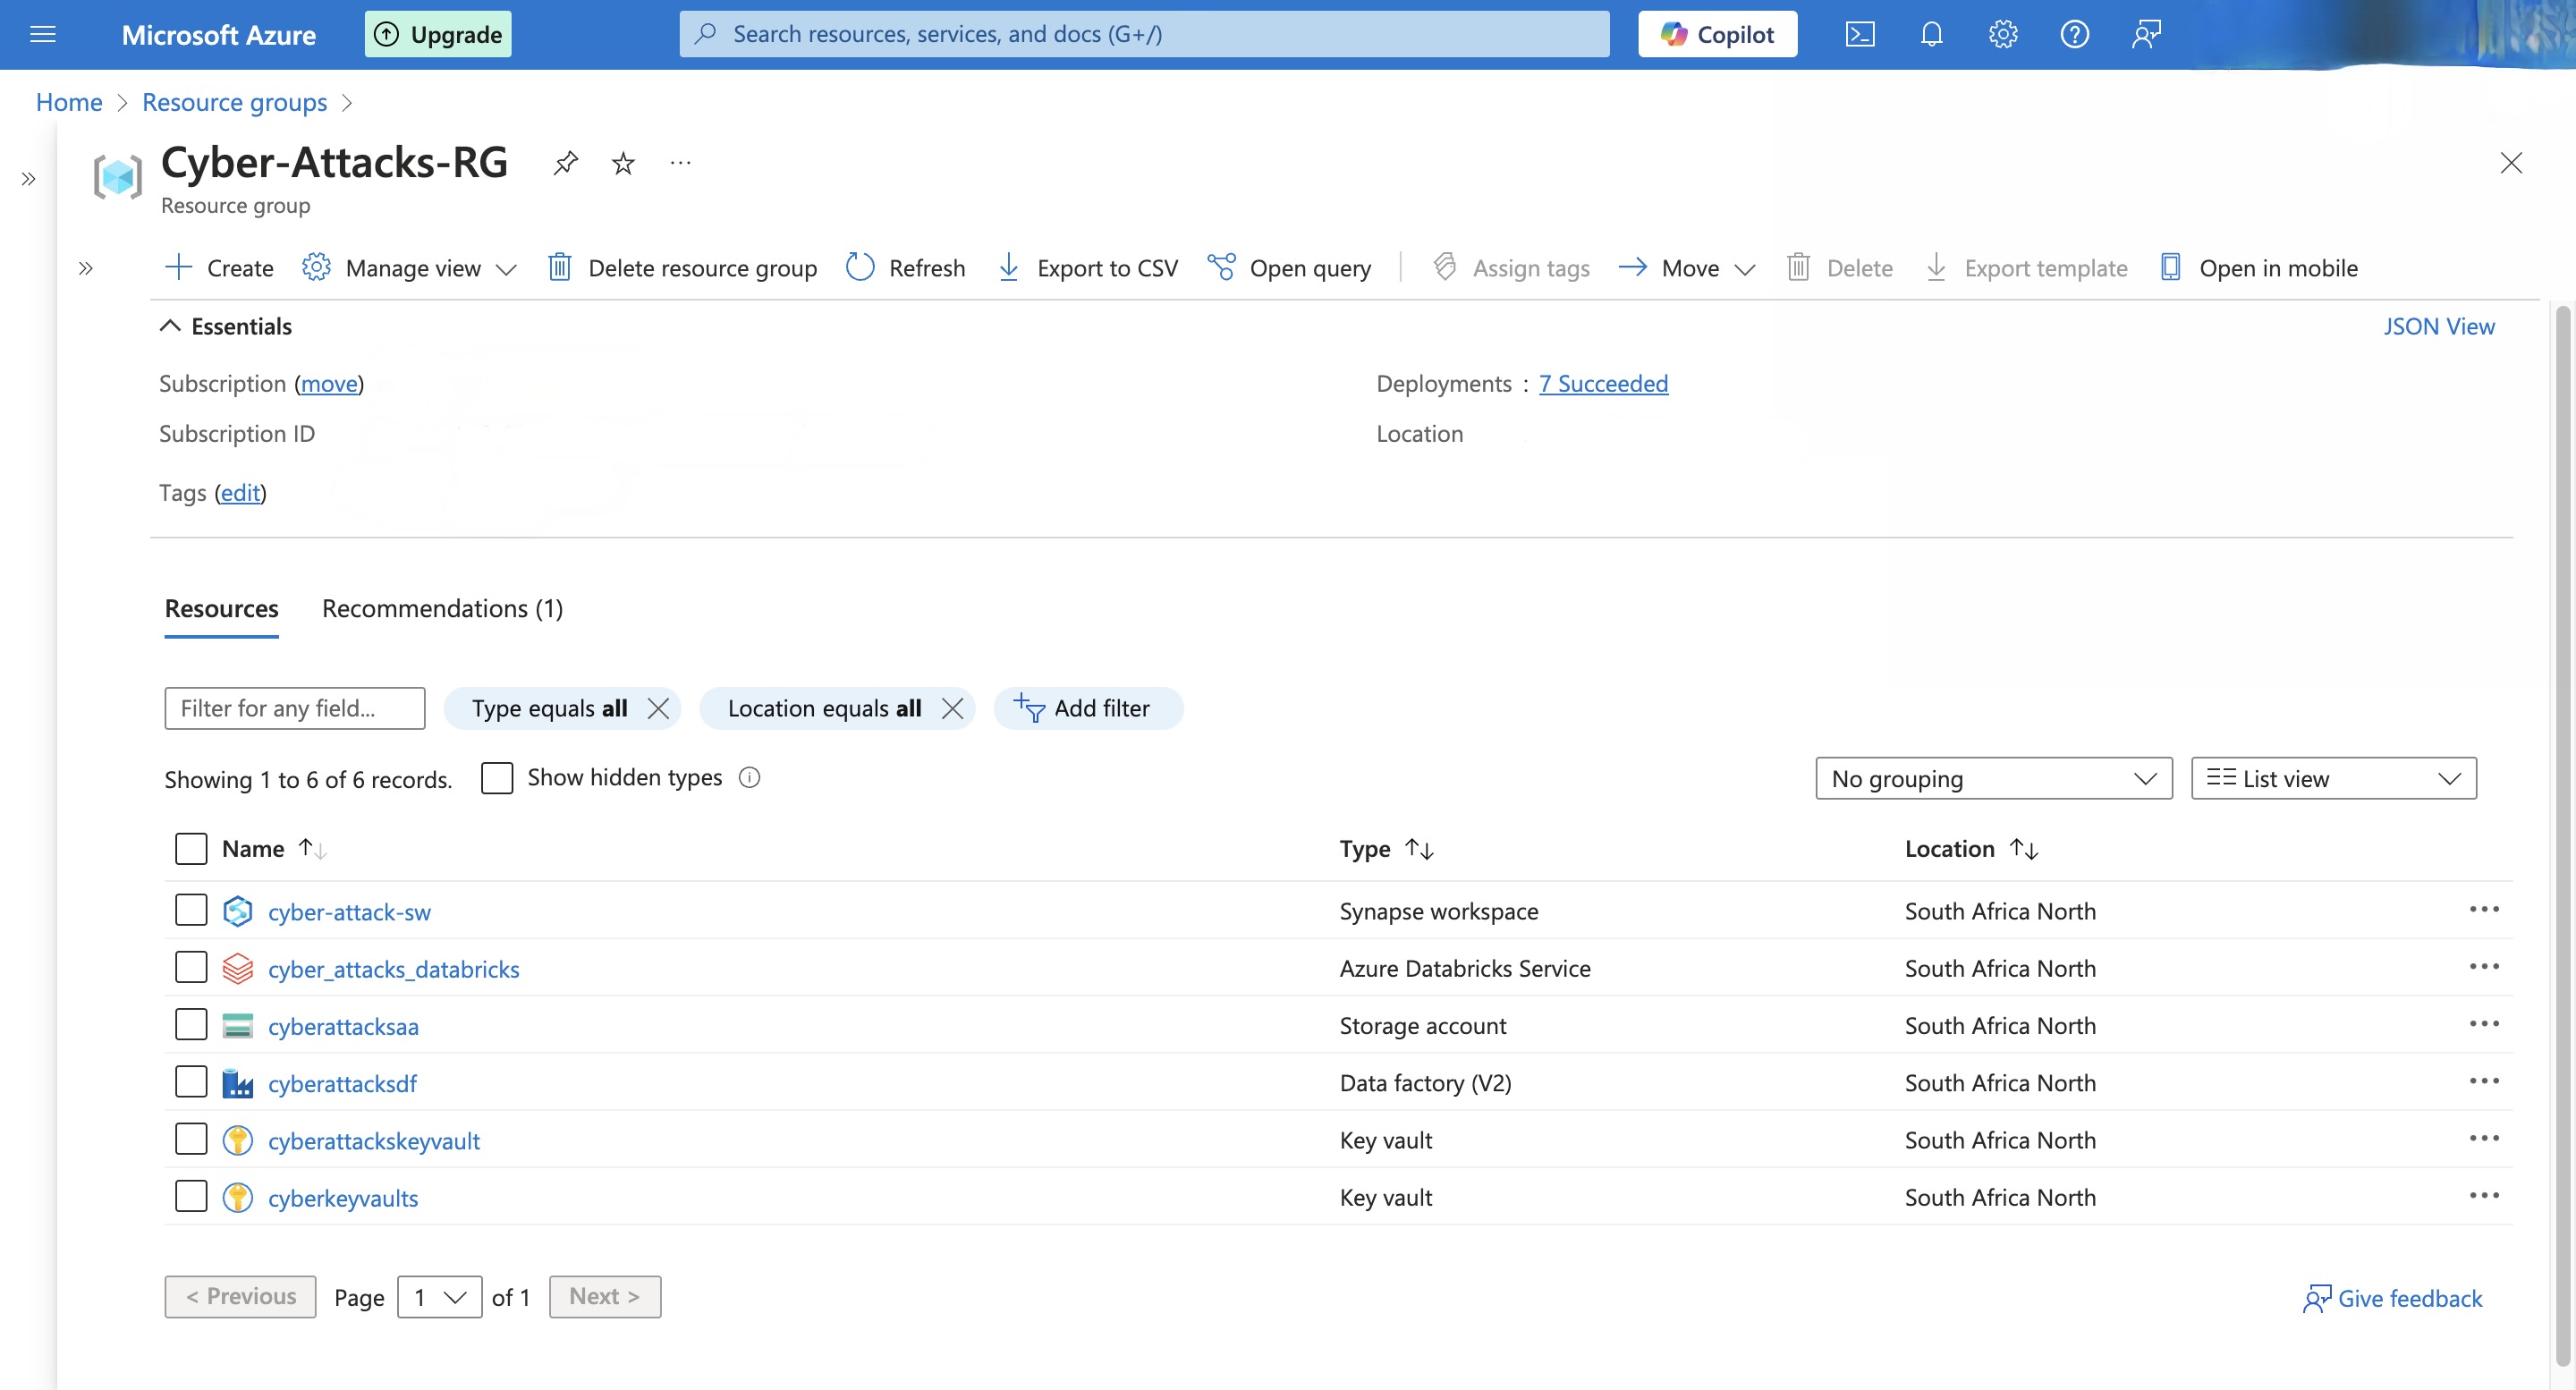 Microsoft Azure Upgrade Search resources, services, and docs (G+/) Copilot
Home > Resource groups >
Cyber-Attacks-RG
Resource group
Create Manage view Delete resource group Refresh Export to CSV Open query Assign tags Move Delete Export template Open in mobile
Essentials JSON View
Subscription (move) Deployments : 7 Succeeded
Subscription ID Location
Tags (edit)
Resources Recommendations (1)
Filter for any field... Type equals all Location equals all Add filter
Showing 1 to 6 of 6 records. Show hidden types No grouping List view
Name Type Location
cyber-attack-sw Synapse workspace South Africa North
cyber_attacks_databricks Azure Databricks Service South Africa North
cyberattacksaa Storage account South Africa North
cyberattacksdf Data factory (V2) South Africa North
cyberattackskeyvault Key vault South Africa North
cyberkeyvaults Key vault South Africa North
< Previous Page 1 of 1 Next > Give feedback